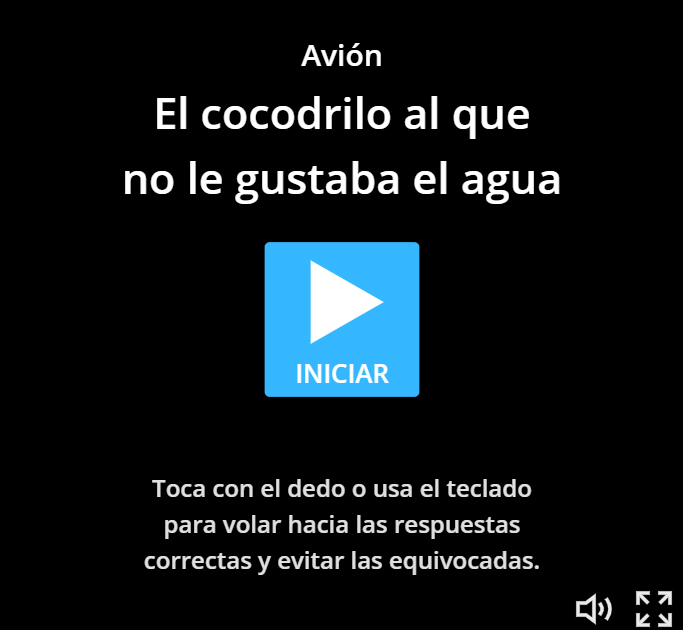 Avión
El cocodrilo al que
no le gustaba el agua
INICIAR
Toca con el dedo o usa el teclado
para volar hacia las respuestas
correctas y evitar las equivocadas.